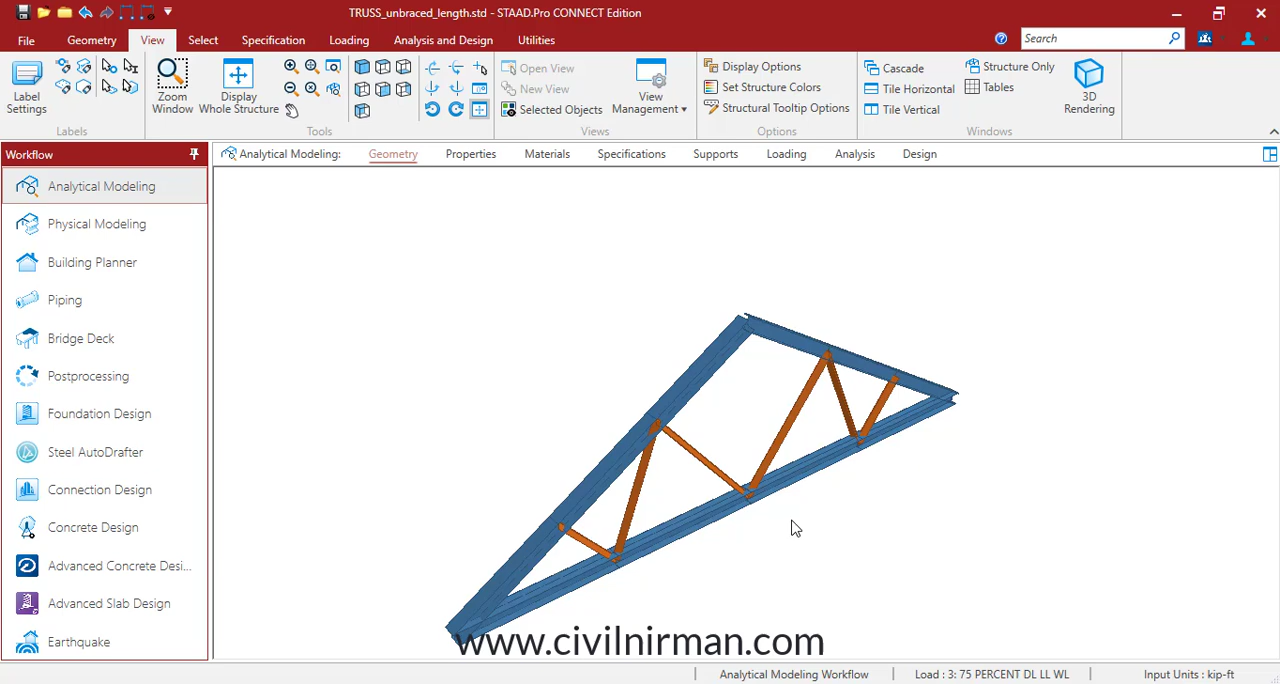 TRUSS_unbraced_length.std - STAAD.Pro CONNECT Edition
File Geometry View Select Specification Loading Analysis and Design Utilities Search
Label Settings
Labels
Zoom Window
Display Whole Structure
Tools
Open View
New View
Selected Objects
View Management
Views
Display Options
Set Structure Colors
Structural Tooltip Options
Options
Cascade
Tile Horizontal
Tile Vertical
Structure Only
Tables
Windows
3D Rendering
Workflow
Analytical Modeling: Geometry Properties Materials Specifications Supports Loading Analysis Design
Analytical Modeling
Physical Modeling
Building Planner
Piping
Bridge Deck
Postprocessing
Foundation Design
Steel AutoDrafter
Connection Design
Concrete Design
Advanced Concrete Desi...
Advanced Slab Design
Earthquake
www.civilnirman.com
Analytical Modeling Workflow Load : 3: 75 PERCENT DL LL WL Input Units : kip-ft